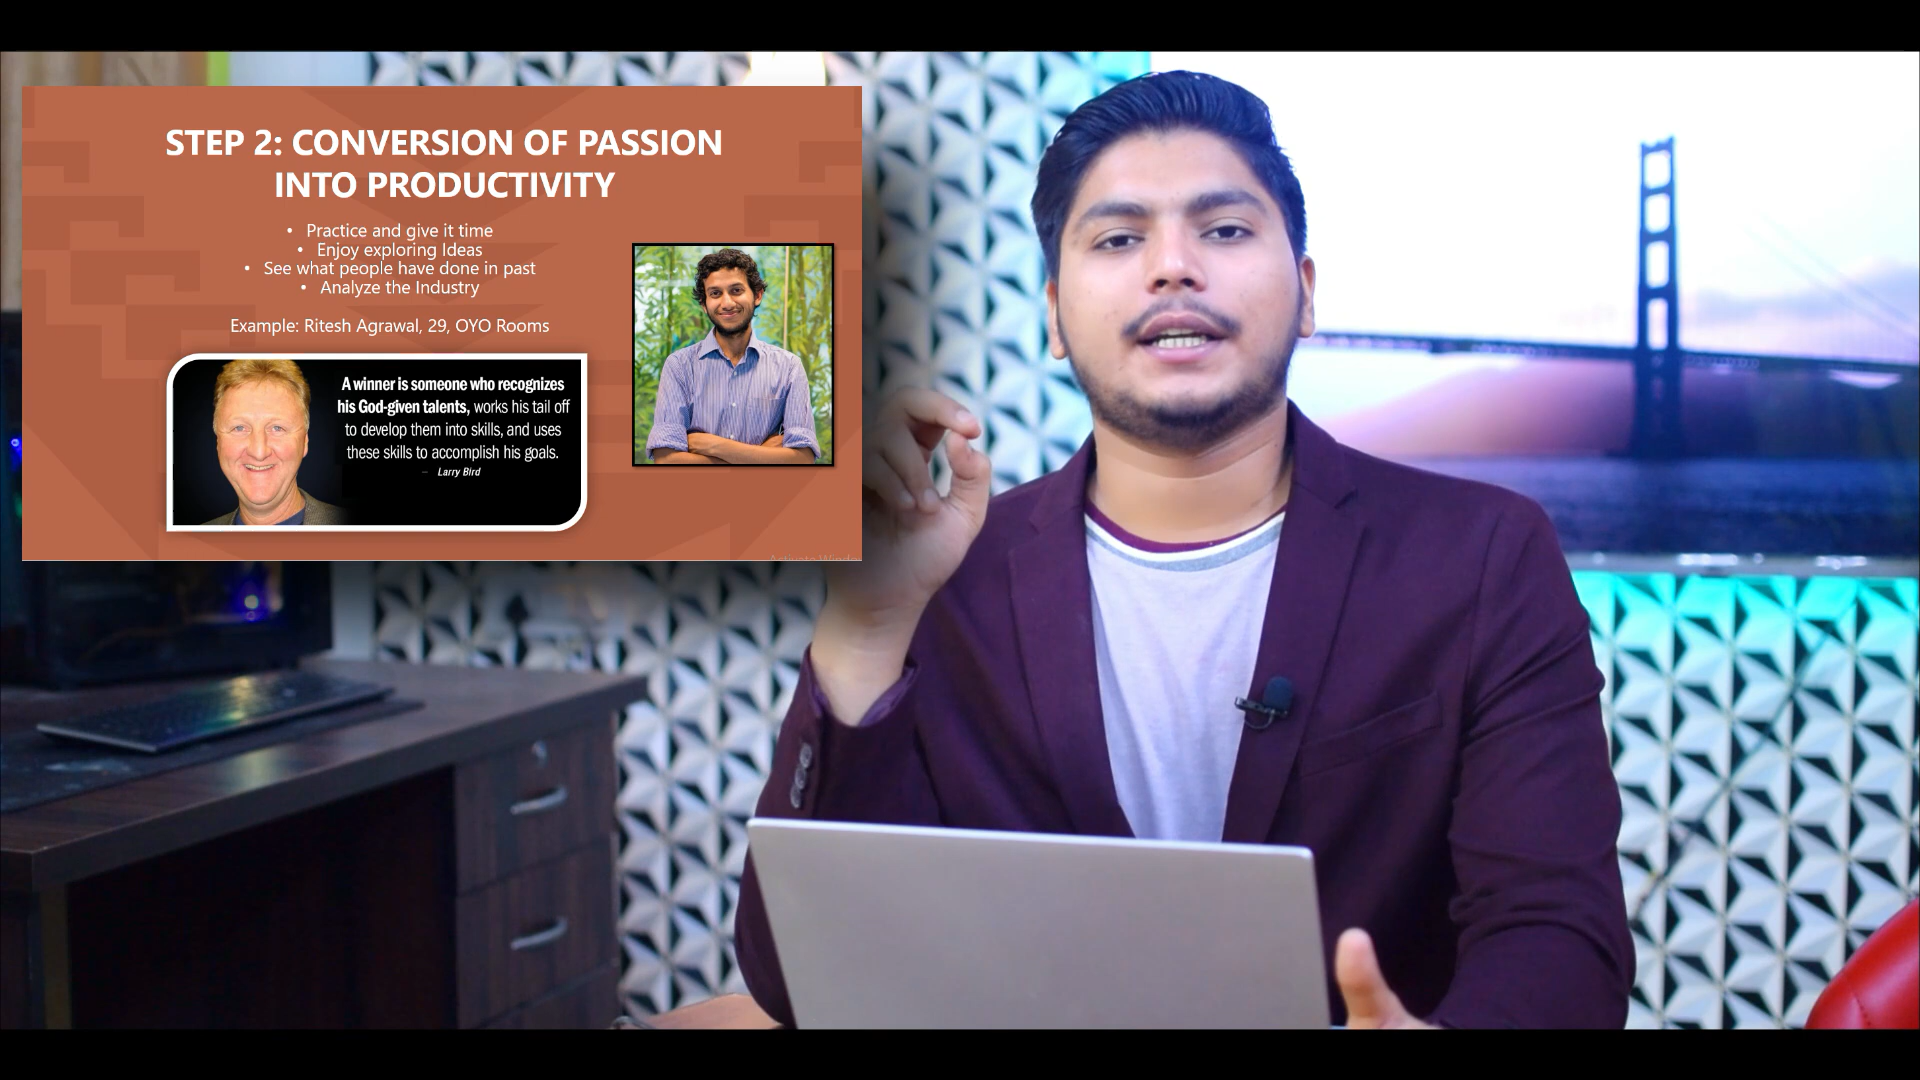 STEP 2: CONVERSION OF PASSION
INTO PRODUCTIVITY
• Practice and give it time
• Enjoy exploring Ideas
• See what people have done in past
• Analyze the Industry
Example: Ritesh Agrawal, 29, OYO Rooms
A winner is someone who recognizes
his God-given talents, works his tail off
to develop them into skills, and uses
these skills to accomplish his goals.
– Larry Bird
Activate Windo